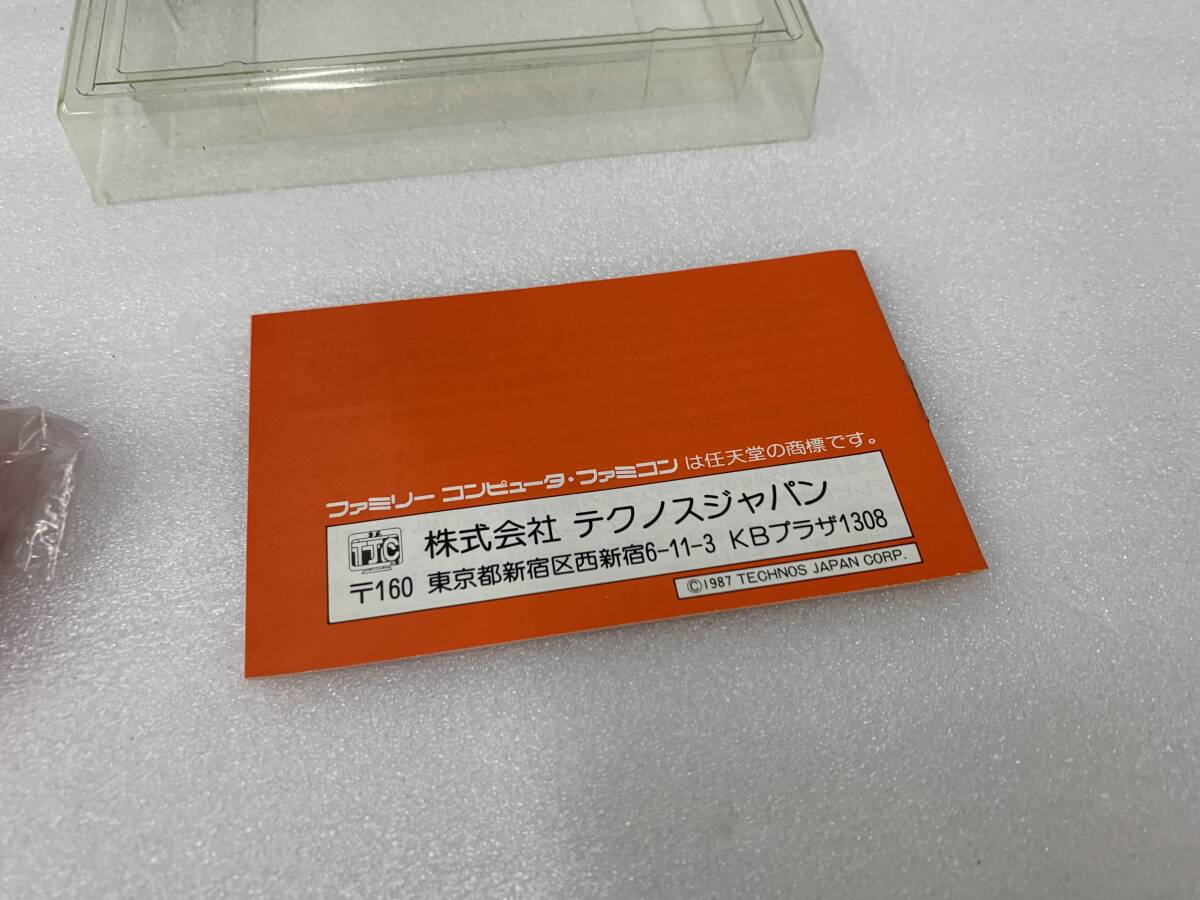 ファミリー コンピュータ・ファミコン は任天堂の商標です。
TTC 株式会社 テクノスジャパン
〒160 東京都新宿区西新宿6-11-3 KBプラザ1308
©1987 TECHNOS JAPAN CORP.